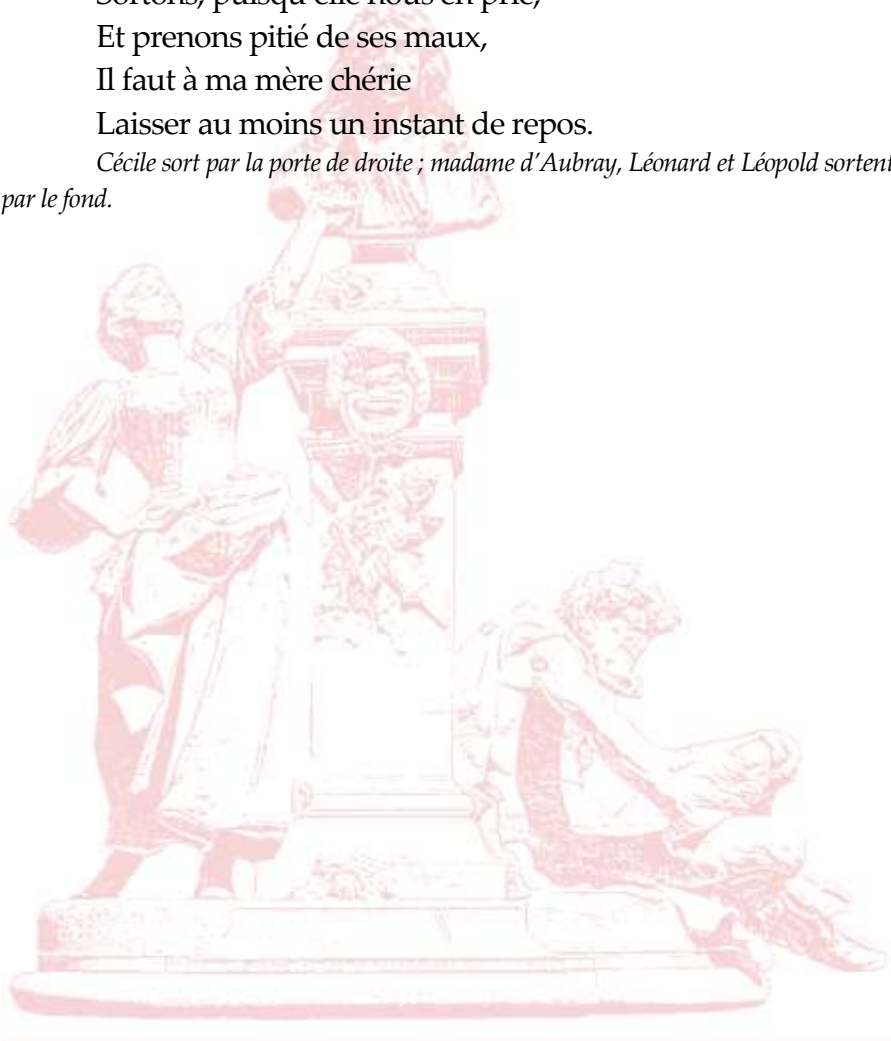 Sortons, puisqu'elle nous en prie,
Et prenons pitié de ses maux,
Il faut à ma mère chérie
Laisser au moins un instant de repos.
Cécile sort par la porte de droite ; madame d'Aubray, Léonard et Léopold sortent
par le fond.